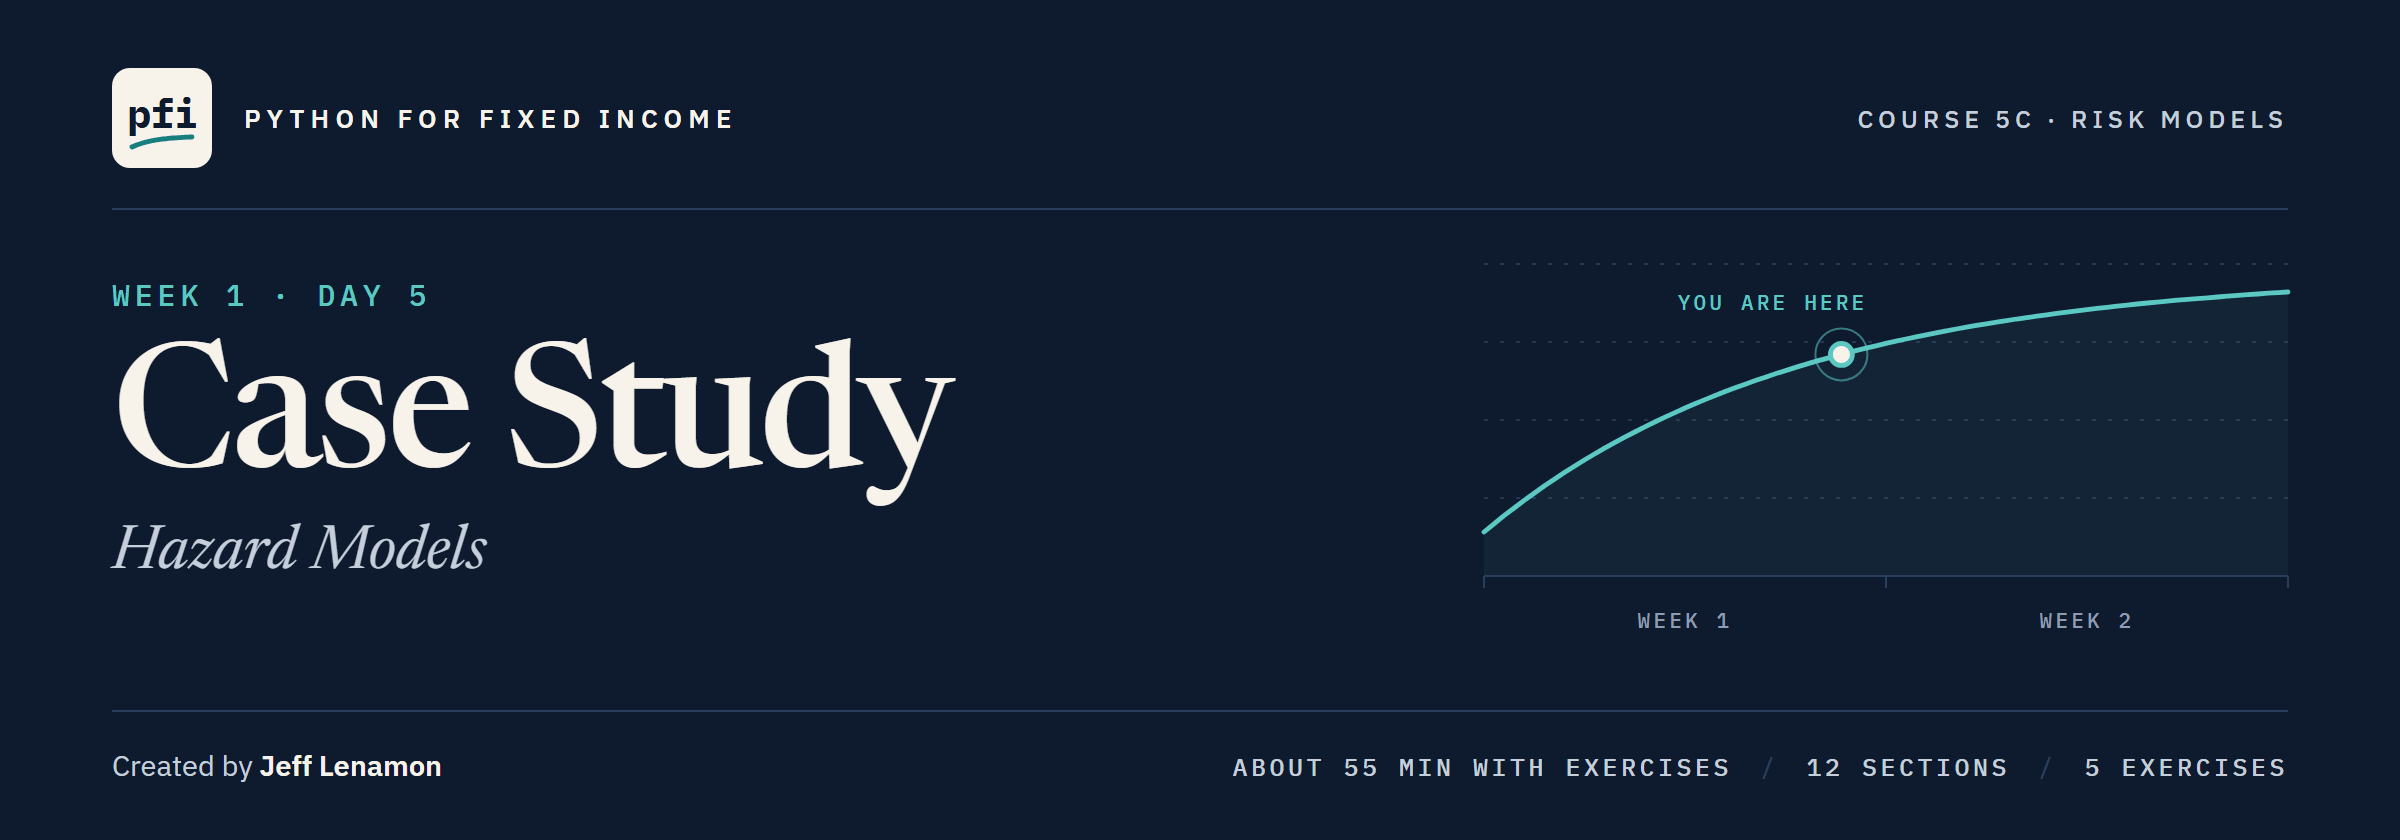 pfi
PYTHON FOR FIXED INCOME
COURSE 5C · RISK MODELS
WEEK 1 · DAY 5
Case Study
Hazard Models
YOU ARE HERE
WEEK 1
WEEK 2
Created by Jeff Lenamon
ABOUT 55 MIN WITH EXERCISES / 12 SECTIONS / 5 EXERCISES